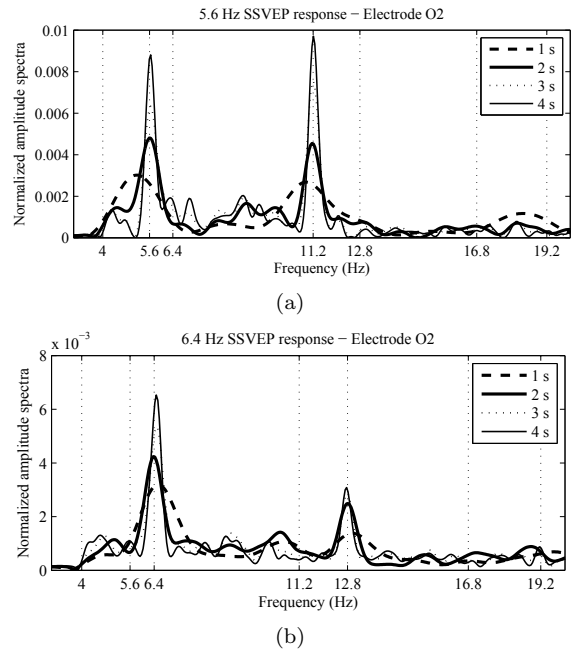 5.6 Hz SSVEP response − Electrode O2
Normalized amplitude spectra
0.01
0.008
0.006
0.004
0.002
0
1 s
2 s
3 s
4 s
4 5.6 6.4 11.2 12.8 16.8 19.2
Frequency (Hz)
(a)
6.4 Hz SSVEP response − Electrode O2
x 10⁻³
Normalized amplitude spectra
8
6
4
2
0
1 s
2 s
3 s
4 s
4 5.6 6.4 11.2 12.8 16.8 19.2
Frequency (Hz)
(b)